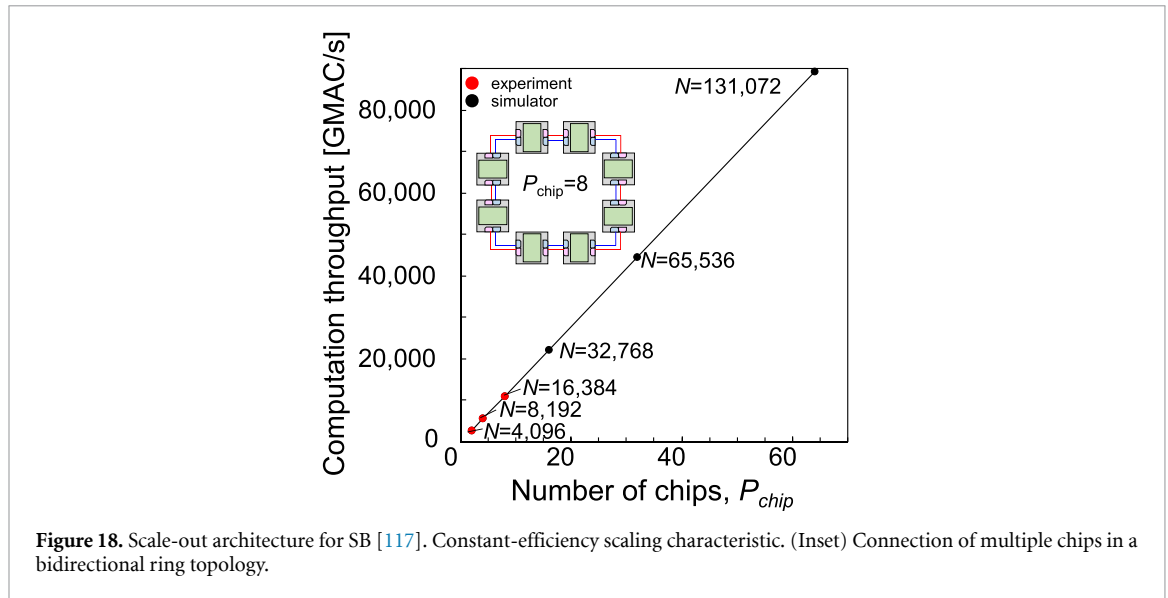 Computation throughput [GMAC/s]
80,000
60,000
40,000
20,000
0
experiment
simulator
N=131,072
P_chip=8
N=65,536
N=32,768
N=16,384
N=8,192
N=4,096
0 20 40 60
Number of chips, P_chip
Figure 18. Scale-out architecture for SB [117]. Constant-efficiency scaling characteristic. (Inset) Connection of multiple chips in a
bidirectional ring topology.